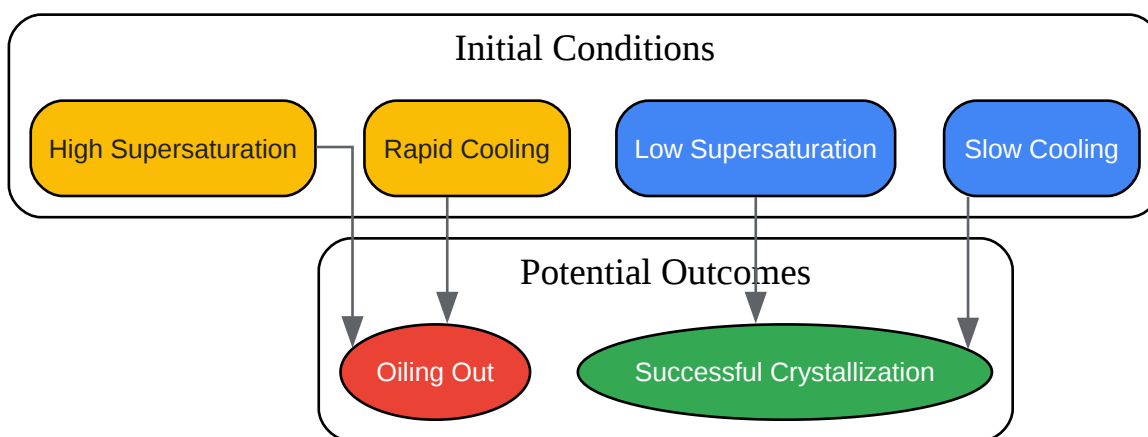 Initial Conditions
High Supersaturation
Rapid Cooling
Low Supersaturation
Slow Cooling
Potential Outcomes
Oiling Out
Successful Crystallization